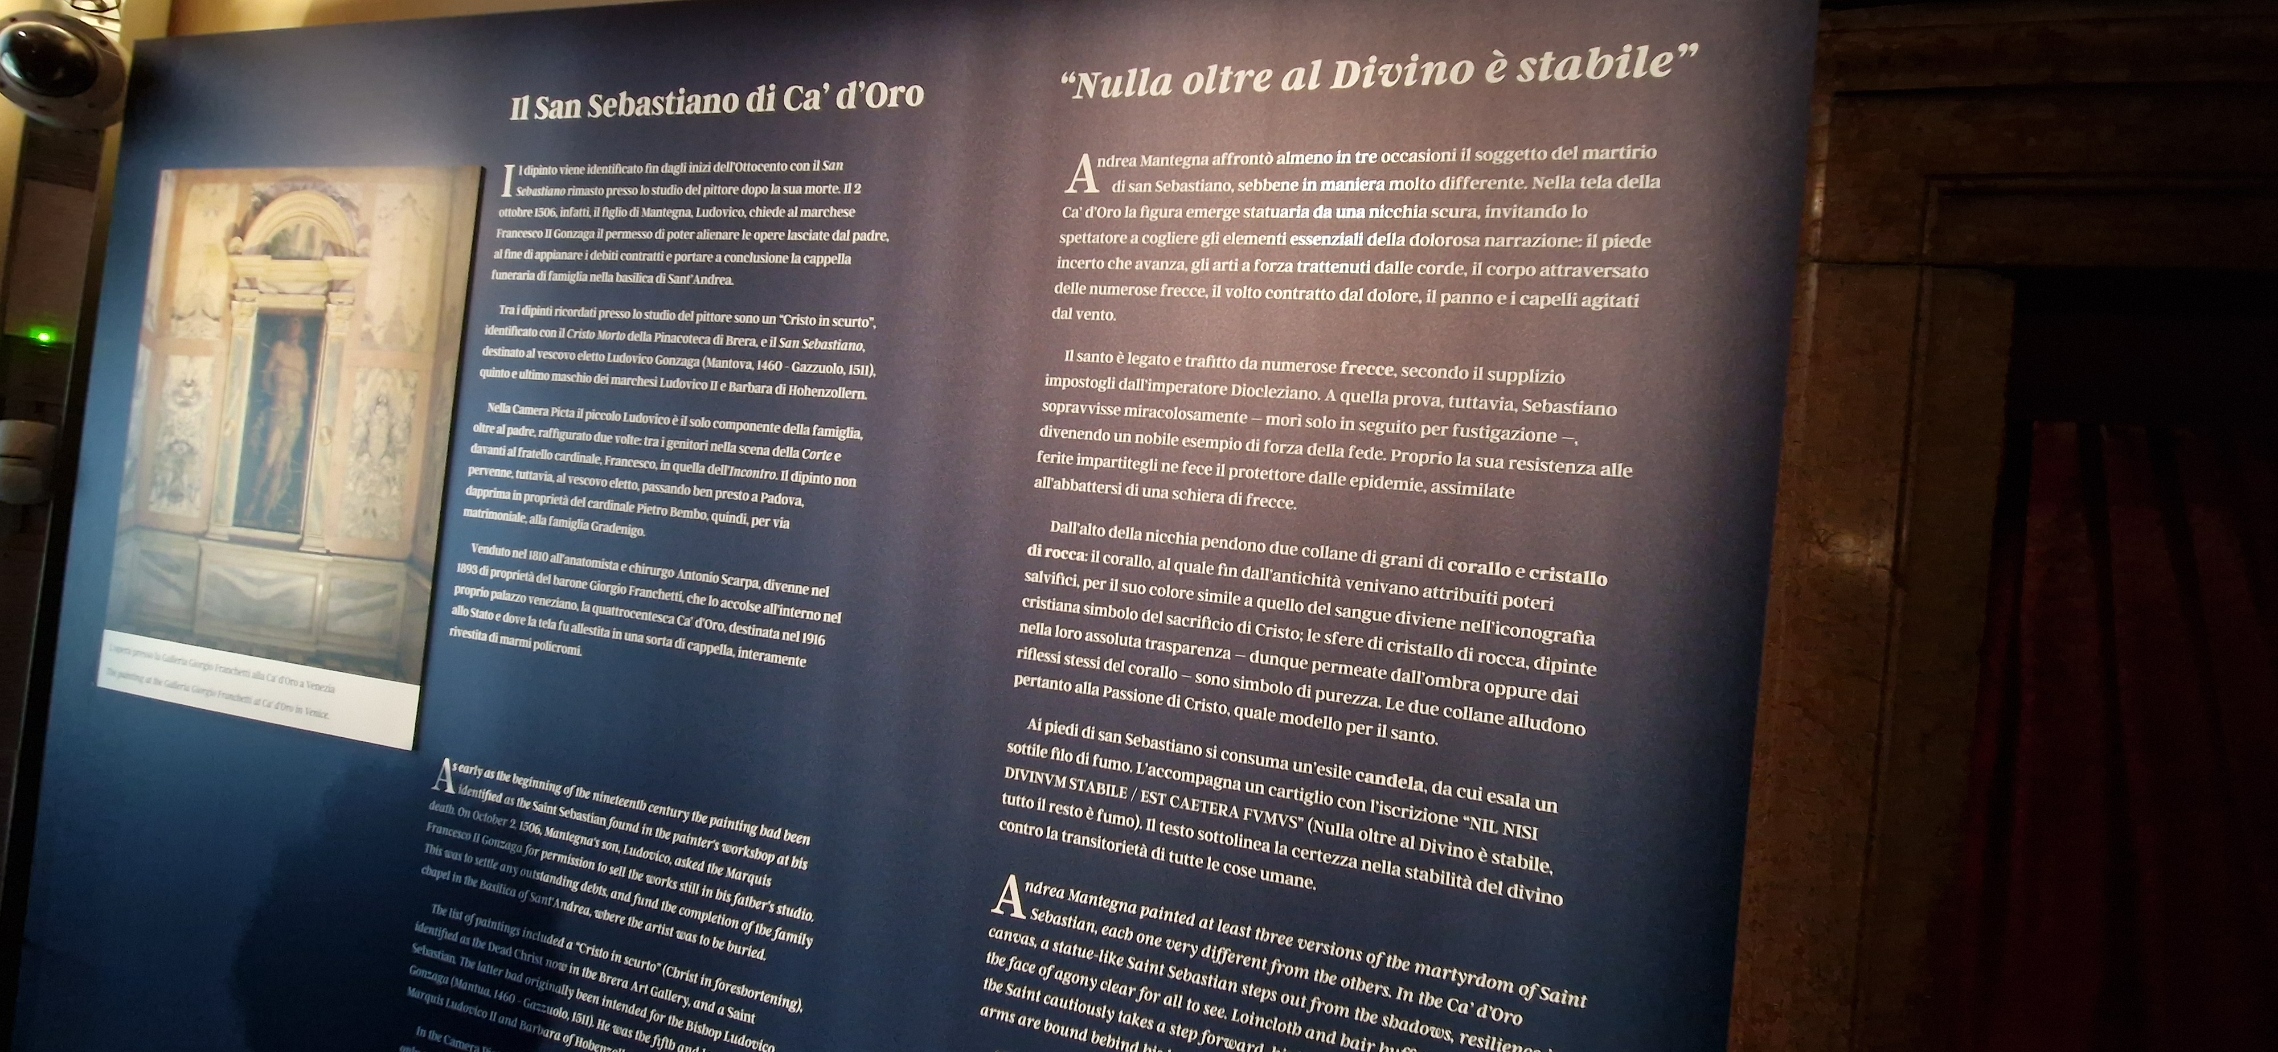 Il San Sebastiano di Ca' d'Oro
Il dipinto viene identificato fin dagli inizi dell'Ottocento con il San
Sebastiano rimasto presso lo studio del pittore dopo la sua morte. Il 2
ottobre 1506, infatti, il figlio di Mantegna, Ludovico, chiede al marchese
Francesco II Gonzaga il permesso di poter alienare le opere lasciate dal padre,
al fine di appianare i debiti contratti e portare a conclusione la cappella
funeraria di famiglia nella basilica di Sant'Andrea.
Tra i dipinti ricordati presso lo studio del pittore sono un "Cristo in scurto",
identificato con il Cristo Morto della Pinacoteca di Brera, e il San Sebastiano,
destinato al vescovo eletto Ludovico Gonzaga (Mantova, 1460 - Gazzuolo, 1511),
quinto e ultimo maschio dei marchesi Ludovico II e Barbara di Hohenzollern.
Nella Camera Picta il piccolo Ludovico è il solo componente della famiglia,
oltre al padre, raffigurato due volte: tra i genitori nella scena della Corte e
davanti al fratello cardinale, Francesco, in quella dell'Incontro. Il dipinto non
pervenne, tuttavia, al vescovo eletto, passando ben presto a Padova,
dapprima in proprietà del cardinale Pietro Bembo, quindi, per via
matrimoniale, alla famiglia Gradenigo.
Venduto nel 1810 all'anatomista e chirurgo Antonio Scarpa, divenne nel
1893 di proprietà del barone Giorgio Franchetti, che lo accolse all'interno nel
proprio palazzo veneziano, la quattrocentesca Ca' d'Oro, destinata nel 1916
allo Stato e dove la tela fu allestita in una sorta di cappella, interamente
rivestita di marmi policromi.
L'opera presso la Galleria Giorgio Franchetti alla Ca' d'Oro a Venezia
The painting at the Galleria Giorgio Franchetti at Ca' d'Oro in Venice.
As early as the beginning of the nineteenth century the painting had been
identified as the Saint Sebastian found in the painter's workshop at his
death. On October 2, 1506, Mantegna's son, Ludovico, asked the Marquis
Francesco II Gonzaga for permission to sell the works still in his father's studio.
This was to settle any outstanding debts, and fund the completion of the family
chapel in the Basilica of Sant'Andrea, where the artist was to be buried.
The list of paintings included a "Cristo in scurto" (Christ in foreshortening),
identified as the Dead Christ now in the Brera Art Gallery, and a Saint
Sebastian. The latter had originally been intended for the Bishop Ludovico
Gonzaga (Mantua, 1460 - Gazzuolo, 1511). He was the fifth and
Marquis Ludovico II and Barbara of
In the Camera
"Nulla oltre al Divino è stabile"
Andrea Mantegna affrontò almeno in tre occasioni il soggetto del martirio
di san Sebastiano, sebbene in maniera molto differente. Nella tela della
Ca' d'Oro la figura emerge statuaria da una nicchia scura, invitando lo
spettatore a cogliere gli elementi essenziali della dolorosa narrazione: il piede
incerto che avanza, gli arti a forza trattenuti dalle corde, il corpo attraversato
delle numerose frecce, il volto contratto dal dolore, il panno e i capelli agitati
dal vento.
Il santo è legato e trafitto da numerose frecce, secondo il supplizio
impostogli dall'imperatore Diocleziano. A quella prova, tuttavia, Sebastiano
sopravvisse miracolosamente – morì solo in seguito per fustigazione –,
divenendo un nobile esempio di forza della fede. Proprio la sua resistenza alle
ferite impartitegli ne fece il protettore dalle epidemie, assimilate
all'abbattersi di una schiera di frecce.
Dall'alto della nicchia pendono due collane di grani di corallo e cristallo
di rocca: il corallo, al quale fin dall'antichità venivano attribuiti poteri
salvifici, per il suo colore simile a quello del sangue diviene nell'iconografia
cristiana simbolo del sacrificio di Cristo; le sfere di cristallo di rocca, dipinte
nella loro assoluta trasparenza – dunque permeate dall'ombra oppure dai
riflessi stessi del corallo – sono simbolo di purezza. Le due collane alludono
pertanto alla Passione di Cristo, quale modello per il santo.
Ai piedi di san Sebastiano si consuma un'esile candela, da cui esala un
sottile filo di fumo. L'accompagna un cartiglio con l'iscrizione "NIL NISI
DIVINVM STABILE / EST CAETERA FVMVS" (Nulla oltre al Divino è stabile,
tutto il resto è fumo). Il testo sottolinea la certezza nella stabilità del divino
contro la transitorietà di tutte le cose umane.
Andrea Mantegna painted at least three versions of the martyrdom of Saint
Sebastian, each one very different from the others. In the Ca' d'Oro
canvas, a statue-like Saint Sebastian steps out from the shadows,
the face of agony clear for all to see. Loincloth and hair
the Saint cautiously takes a step forward,
arms are bound behind